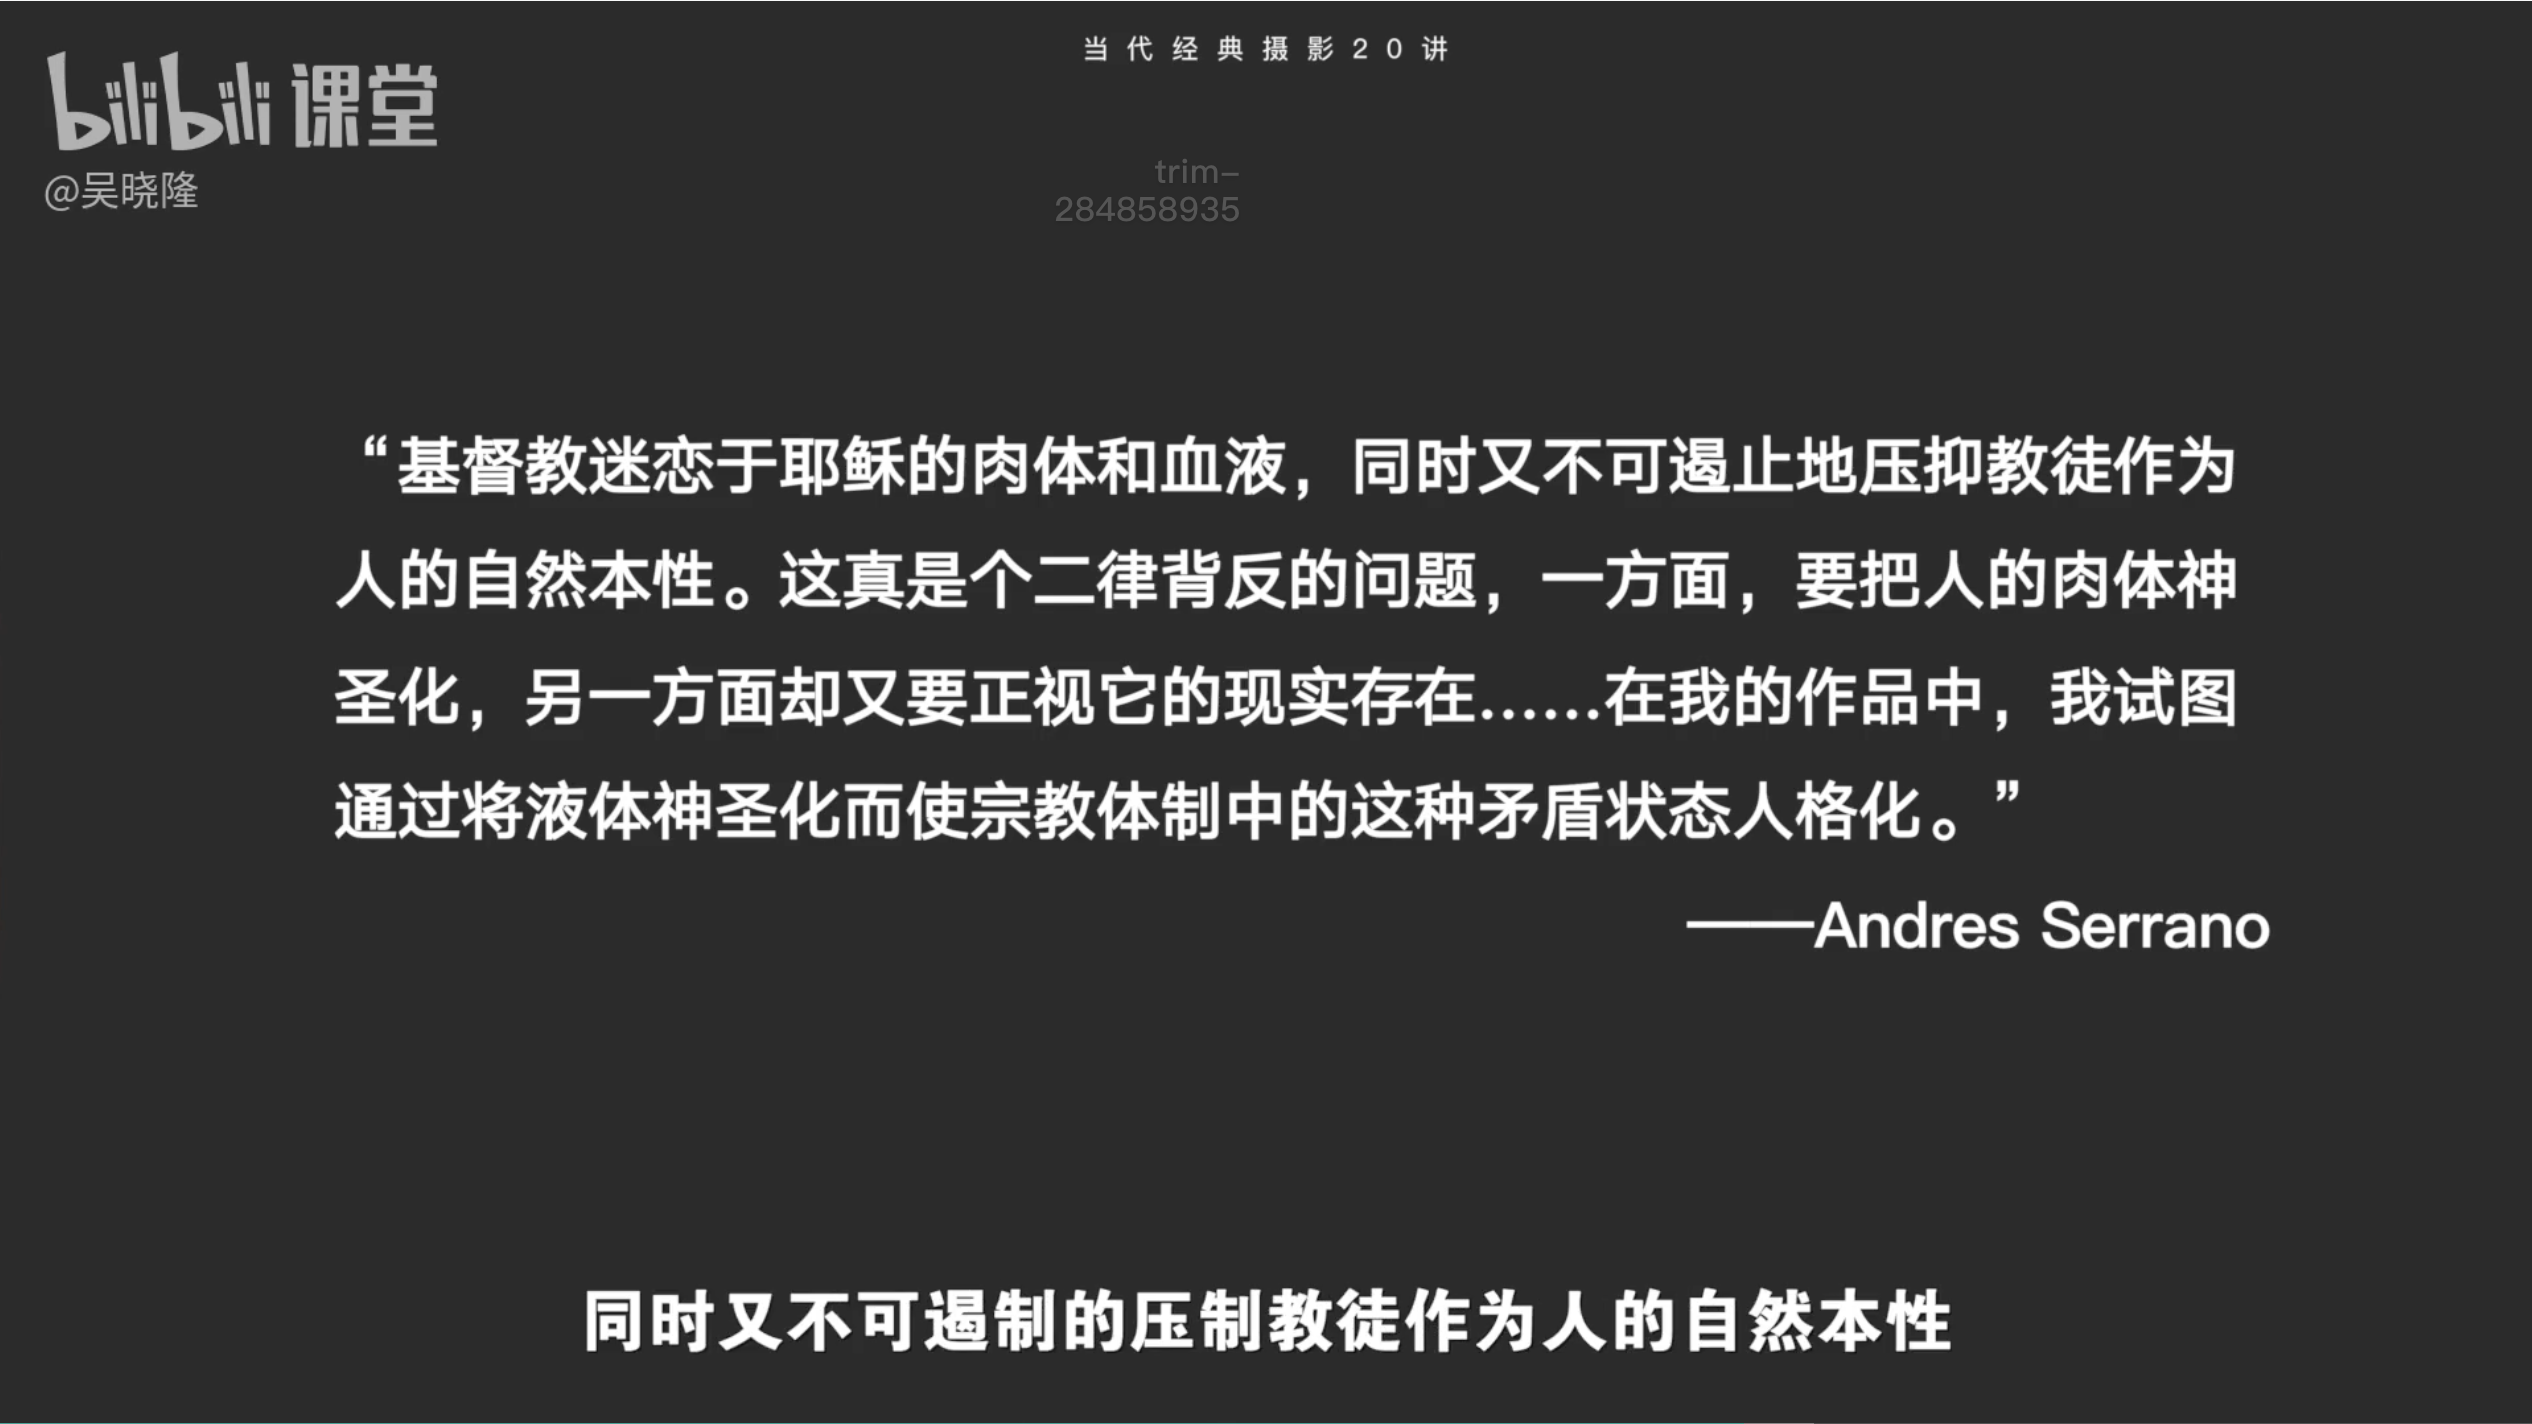 当代经典摄影20讲
bilibili 课堂
@吴晓隆
trim-
284858935
“基督教迷恋于耶稣的肉体和血液，同时又不可遏止地压抑教徒作为
人的自然本性。这真是个二律背反的问题，一方面，要把人的肉体神
圣化，另一方面却又要正视它的现实存在……在我的作品中，我试图
通过将液体神圣化而使宗教体制中的这种矛盾状态人格化。”
——Andres Serrano
同时又不可遏制的压制教徒作为人的自然本性